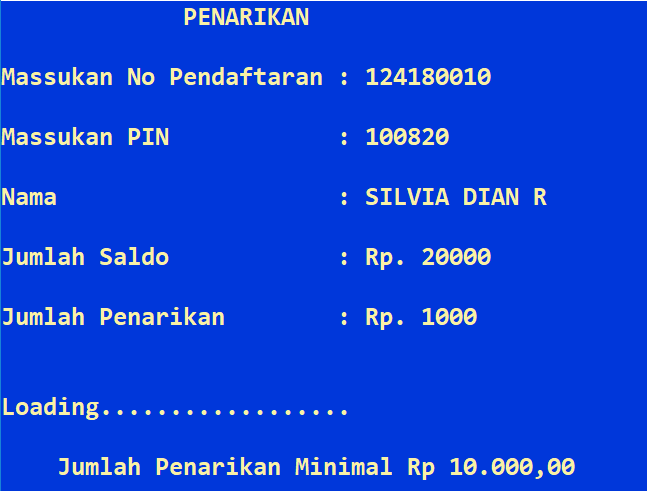 PENARIKAN
Massukan No Pendaftaran : 124180010
Massukan PIN : 100820
Nama : SILVIA DIAN R
Jumlah Saldo : Rp. 20000
Jumlah Penarikan : Rp. 1000
Loading..................
Jumlah Penarikan Minimal Rp 10.000,00